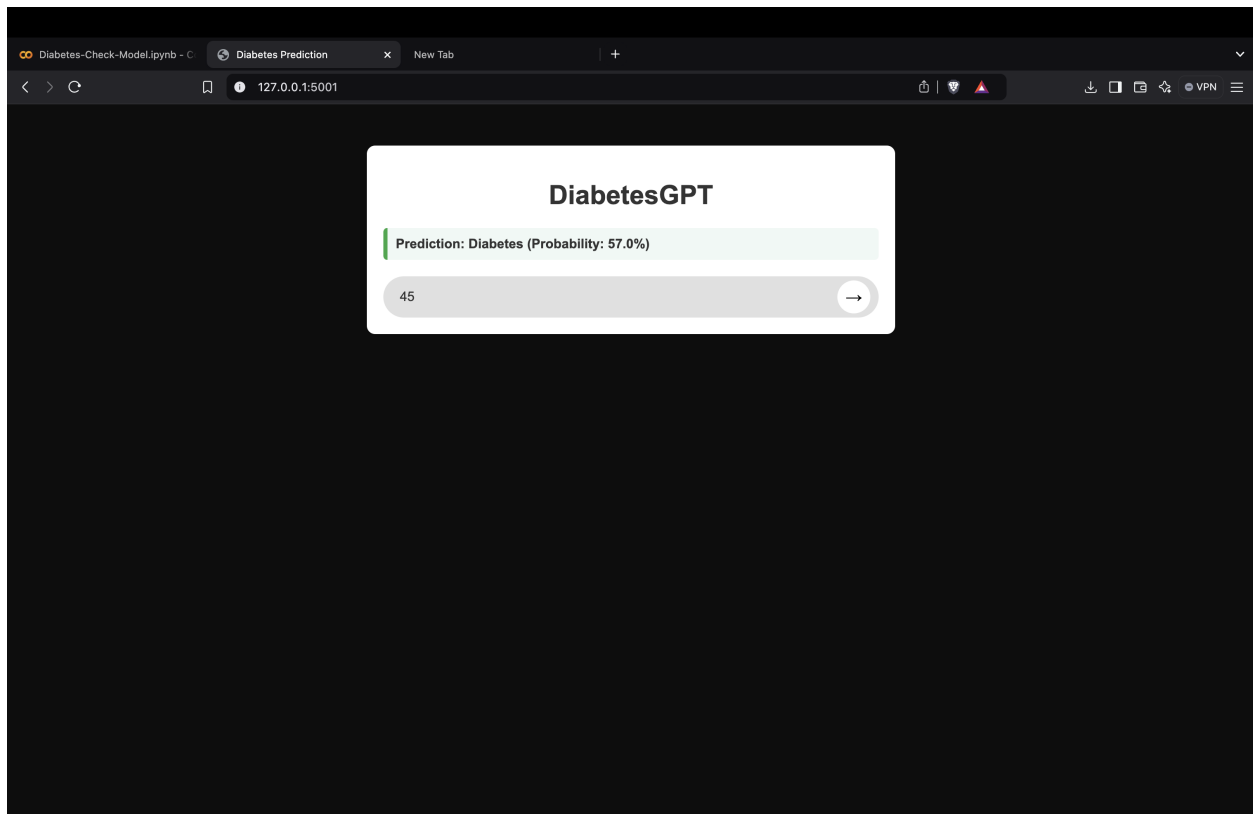 Diabetes-Check-Model.ipynb - C
Diabetes Prediction
New Tab
127.0.0.1:5001
VPN
DiabetesGPT
Prediction: Diabetes (Probability: 57.0%)
45